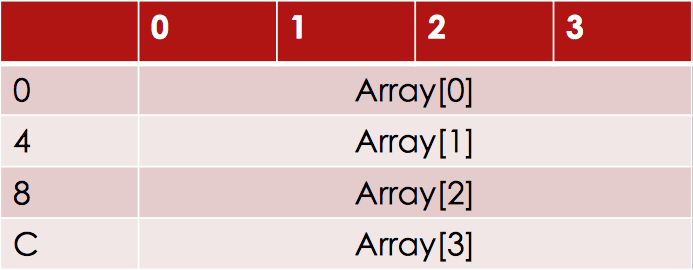 0 1 2 3
0 Array[0]
4 Array[1]
8 Array[2]
C Array[3]